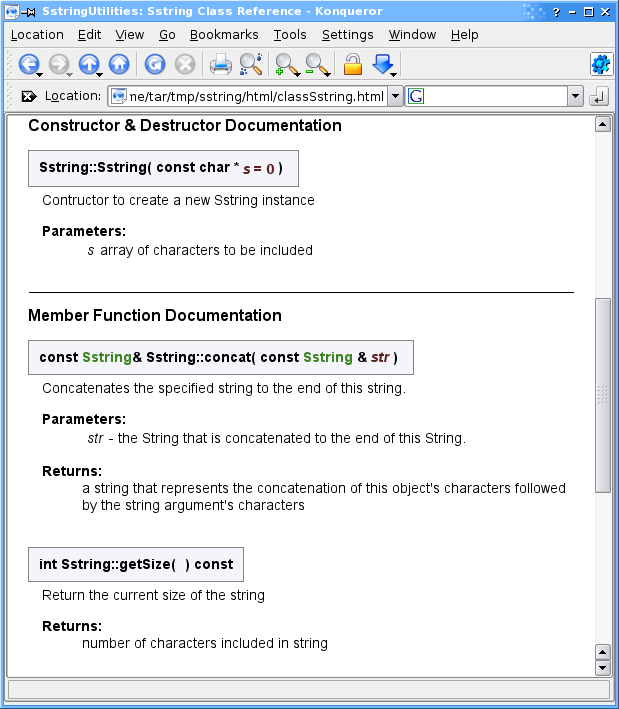 SstringUtilities: Sstring Class Reference - Konqueror
Location Edit View Go Bookmarks Tools Settings Window Help
Location: ne/tar/tmp/sstring/html/classSstring.html G
Constructor & Destructor Documentation
Sstring::Sstring( const char * s = 0 )
Contructor to create a new Sstring instance
Parameters:
s array of characters to be included
Member Function Documentation
const Sstring& Sstring::concat( const Sstring & str )
Concatenates the specified string to the end of this string.
Parameters:
str - the String that is concatenated to the end of this String.
Returns:
a string that represents the concatenation of this object's characters followed
by the string argument's characters
int Sstring::getSize( ) const
Return the current size of the string
Returns:
number of characters included in string